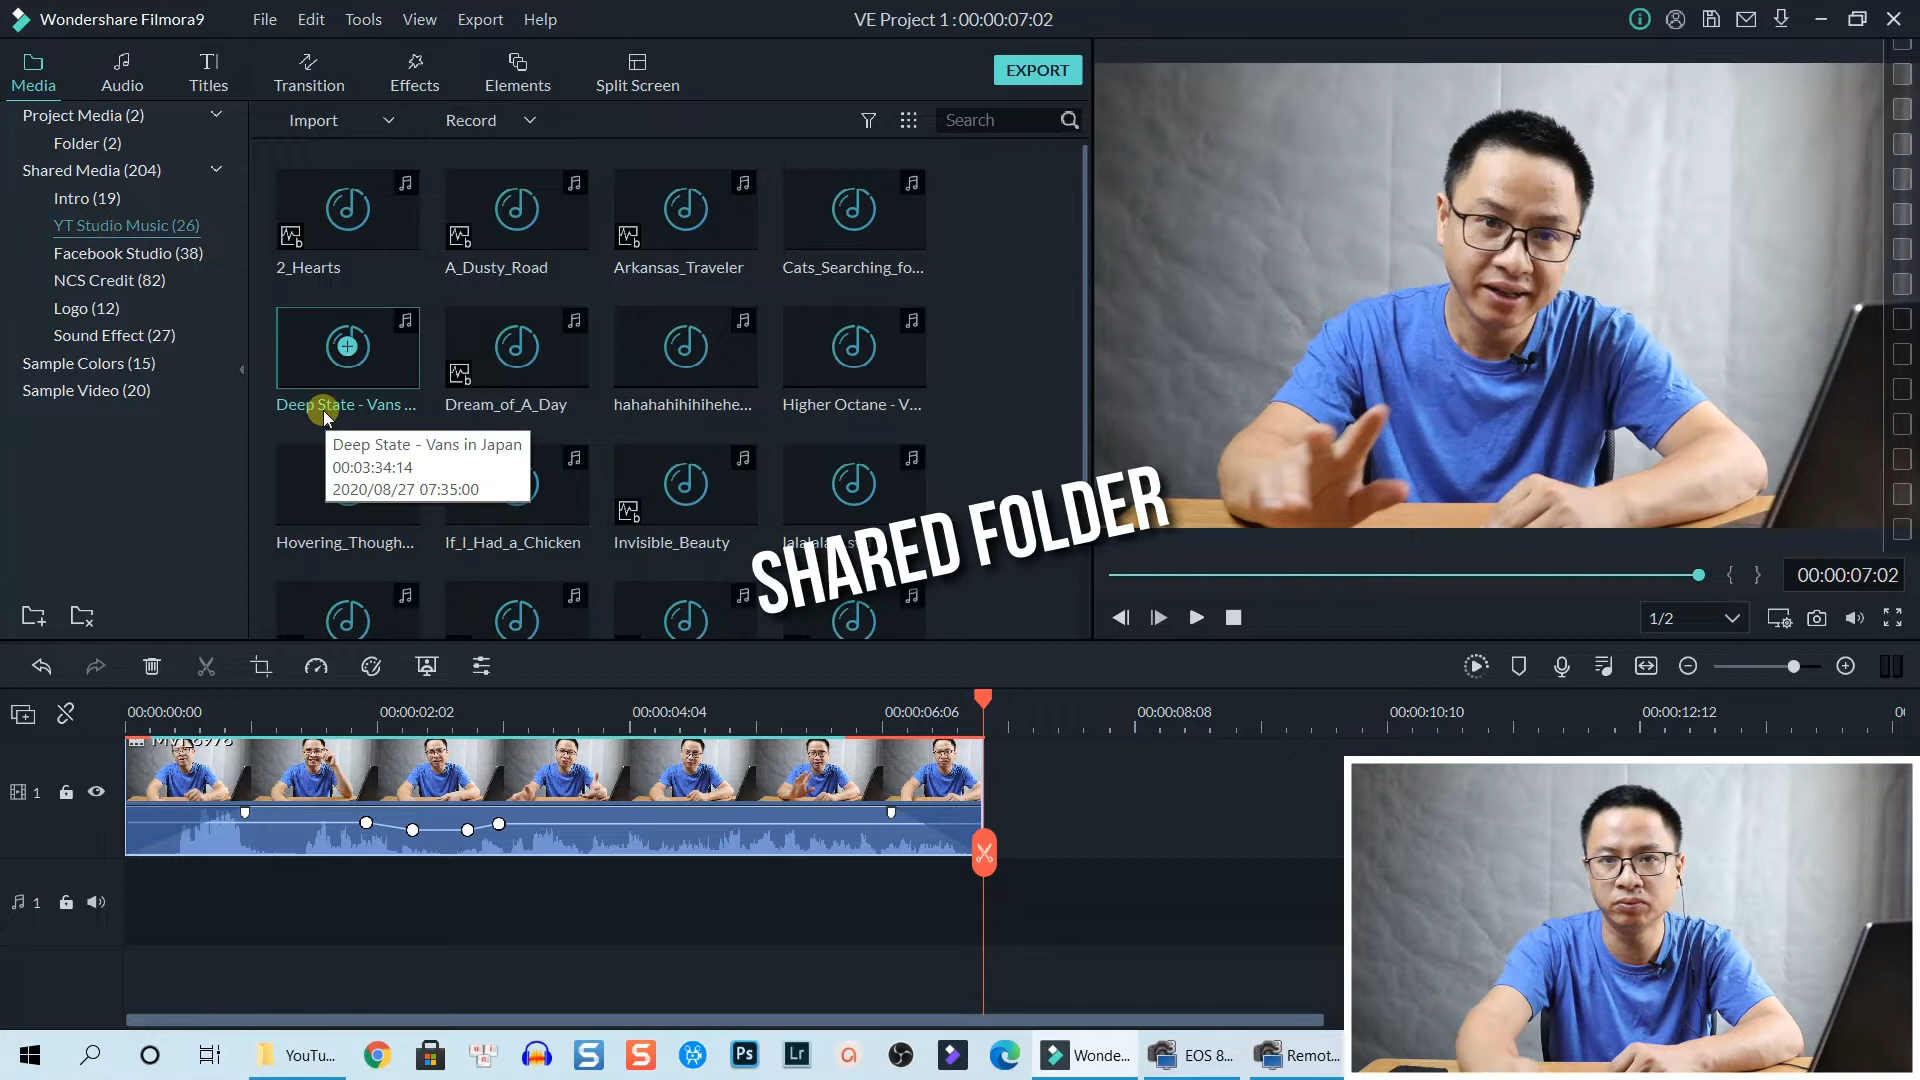 Wondershare Filmora9
File
Edit
Tools
View
Export
Help
VE Project 1 : 00:00:07:02
Media
Audio
Titles
Transition
Effects
Elements
Split Screen
EXPORT
Project Media (2)
Folder (2)
Shared Media (204)
Intro (19)
YT Studio Music (26)
Facebook Studio (38)
NCS Credit (82)
Logo (12)
Sound Effect (27)
Sample Colors (15)
Sample Video (20)
Import
Record
Search
2_Hearts
A_Dusty_Road
Arkansas_Traveler
Cats_Searching_fo...
Deep State - Vans ...
Dream_of_A_Day
hahahahihihihehe...
Higher Octane - V...
Deep State - Vans in Japan
00:03:34:14
2020/08/27 07:35:00
Hovering_Though...
If_I_Had_a_Chicken
Invisible_Beauty
SHARED FOLDER
00:00:07:02
1/2
00:00:00:00
00:00:02:02
00:00:04:04
00:00:06:06
00:00:08:08
00:00:10:10
00:00:12:12
1
1
YouTu...
Ps
Lr
Wonde...
EOS 8...
Remot...